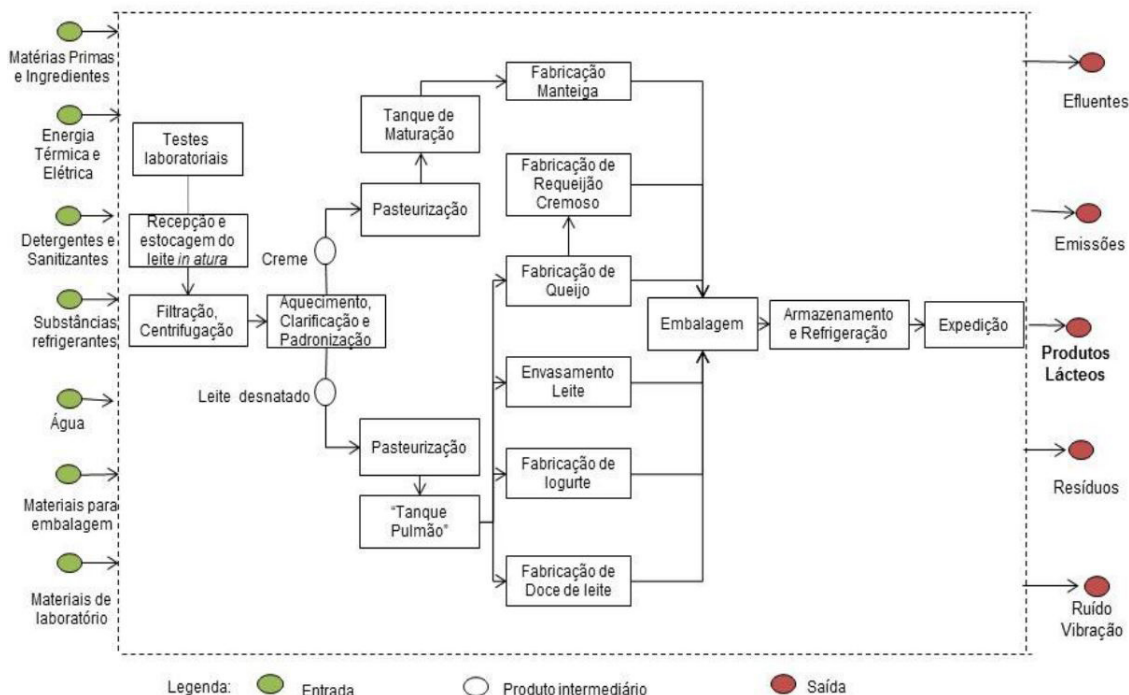 Matérias Primas
e Ingredientes
Energia
Térmica e
Elétrica
Detergentes e
Sanitizantes
Substâncias
refrigerantes
Água
Materiais para
embalagem
Materiais de
laboratório
Testes
laboratoriais
Recepção e
estocagem do
leite in atura
Filtração,
Centrifugação
Aquecimento,
Clarificação e
Padronização
Creme
Leite desnatado
Pasteurização
Tanque de
Maturação
Pasteurização
"Tanque
Pulmão"
Fabricação
Manteiga
Fabricação de
Requeijão
Cremoso
Fabricação de
Queijo
Envasamento
Leite
Fabricação de
Iogurte
Fabricação de
Doce de leite
Embalagem
Armazenamento
e Refrigeração
Expedição
Efluentes
Emissões
Produtos
Lácteos
Resíduos
Ruído
Vibração
Legenda:
Entrada
Produto intermediário
Saída